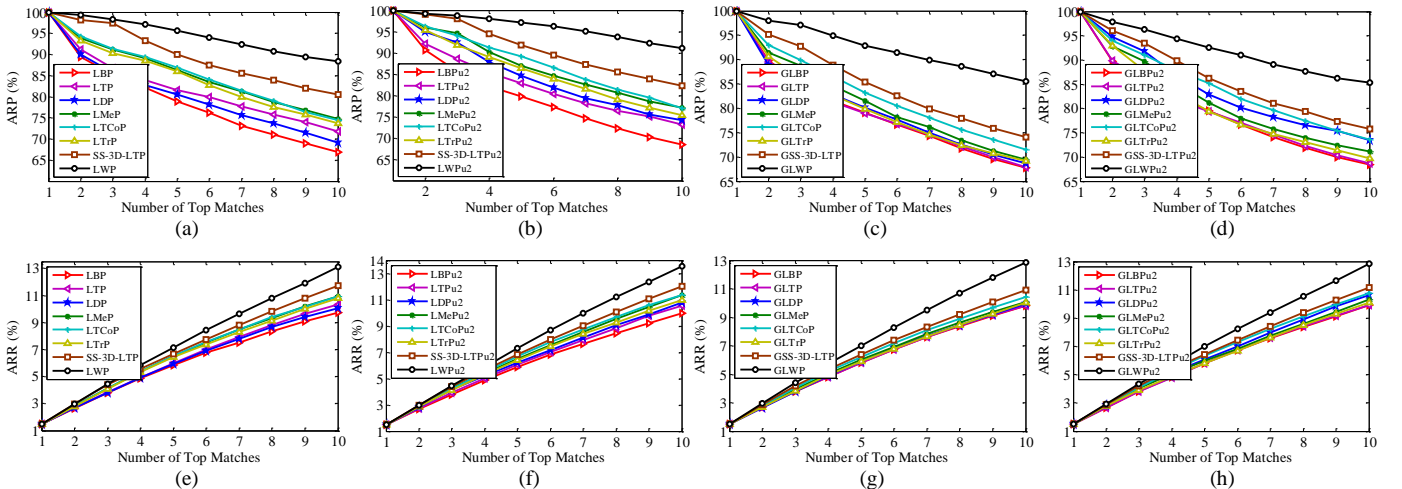 100
95
90
85
80
75
70
65
ARP (%)
LBP
LTP
LDP
LMeP
LTCoP
LTrP
SS-3D-LTP
LWP
1 2 3 4 5 6 7 8 9 10
Number of Top Matches
(a)
100
95
90
85
80
75
70
65
ARP (%)
LBPu2
LTPu2
LDPu2
LMePu2
LTCoPu2
LTrPu2
SS-3D-LTPu2
LWPu2
2 4 6 8 10
Number of Top Matches
(b)
100
95
90
85
80
75
70
65
ARP (%)
GLBP
GLTP
GLDP
GLMeP
GLTCoP
GLTrP
GSS-3D-LTP
GLWP
1 2 3 4 5 6 7 8 9 10
Number of Top Matches
(c)
100
95
90
85
80
75
70
65
ARP (%)
GLBPu2
GLTPu2
GLDPu2
GLMePu2
GLTCoPu2
GLTrPu2
GSS-3D-LTPu2
GLWPu2
1 2 3 4 5 6 7 8 9 10
Number of Top Matches
(d)
13
11
9
7
5
3
1
ARR (%)
LBP
LTP
LDP
LMeP
LTCoP
LTrP
SS-3D-LTP
LWP
1 2 3 4 5 6 7 8 9 10
Number of Top Matches
(e)
14
13
11
9
7
5
3
1
ARR (%)
LBPu2
LTPu2
LDPu2
LMePu2
LTCoPu2
LTrPu2
SS-3D-LTPu2
LWPu2
1 2 3 4 5 6 7 8 9 10
Number of Top Matches
(f)
13
11
9
7
5
3
1
ARR (%)
GLBP
GLTP
GLDP
GLMeP
GLTCoP
GLTrP
GSS-3D-LTP
GLWP
1 2 3 4 5 6 7 8 9 10
Number of Top Matches
(g)
13
11
9
7
5
3
1
ARR (%)
GLBPu2
GLTPu2
GLDPu2
GLMePu2
GLTCoPu2
GLTrPu2
GSS-3D-LTPu2
GLWPu2
1 2 3 4 5 6 7 8 9 10
Number of Top Matches
(h)